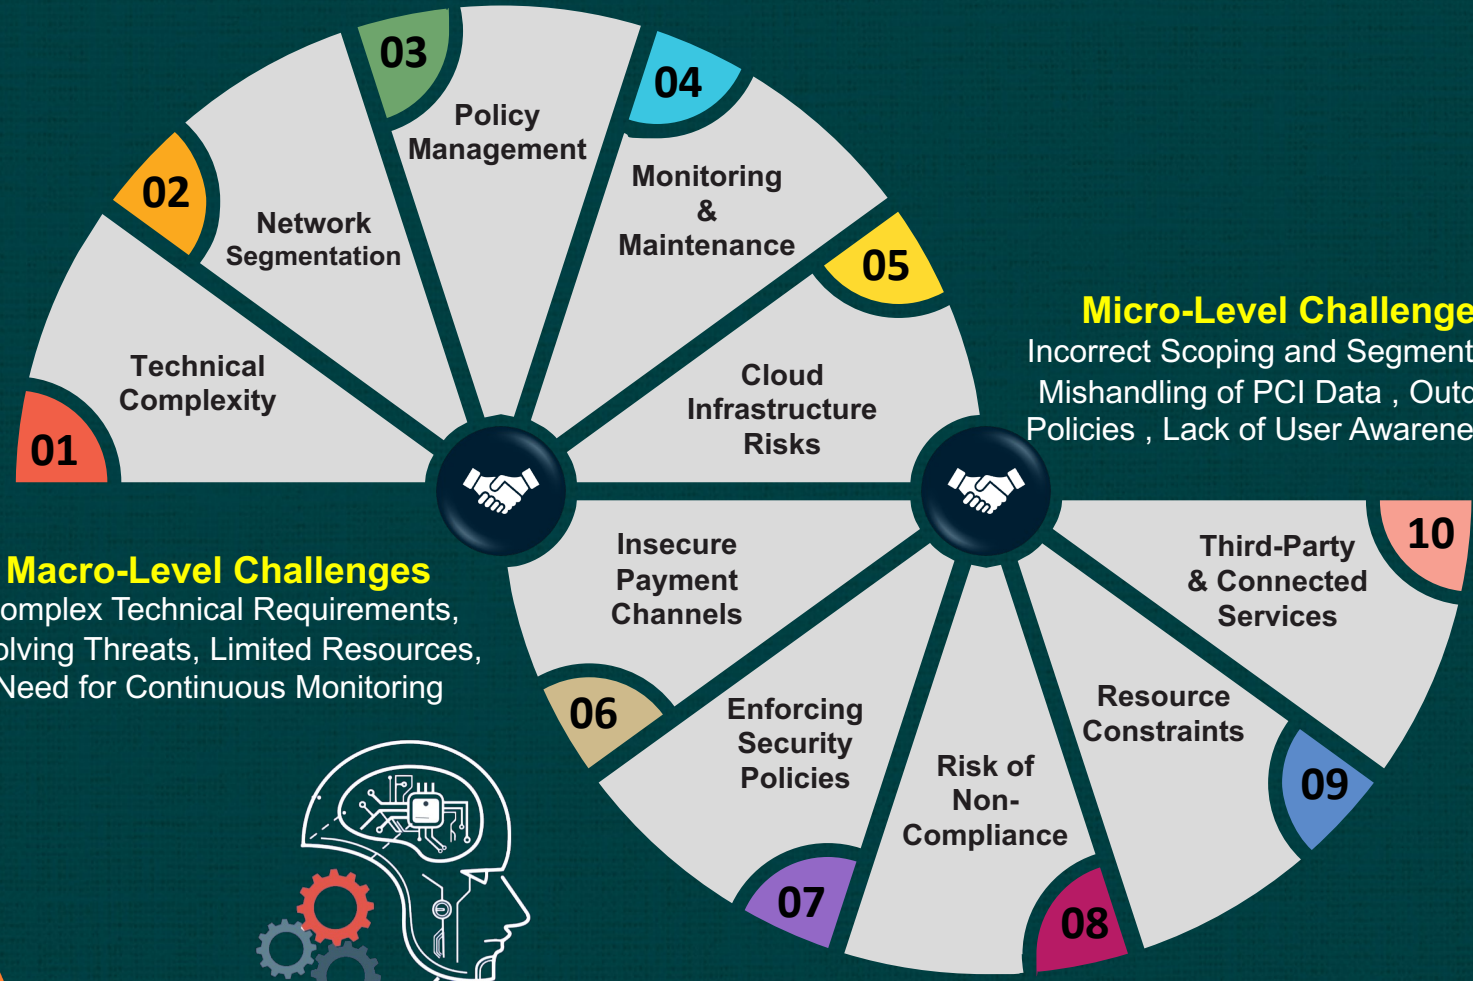 01
Technical
Complexity
02
Network
Segmentation
03
Policy
Management
04
Monitoring
&
Maintenance
05
Cloud
Infrastructure
Risks
Micro-Level Challenge
Incorrect Scoping and Segment
Mishandling of PCI Data , Outd
Policies , Lack of User Awarene
Macro-Level Challenges
omplex Technical Requirements,
olving Threats, Limited Resources,
Need for Continuous Monitoring
Insecure
Payment
Channels
06
Enforcing
Security
Policies
07
Risk of
Non-
Compliance
08
Resource
Constraints
09
Third-Party
& Connected
Services
10